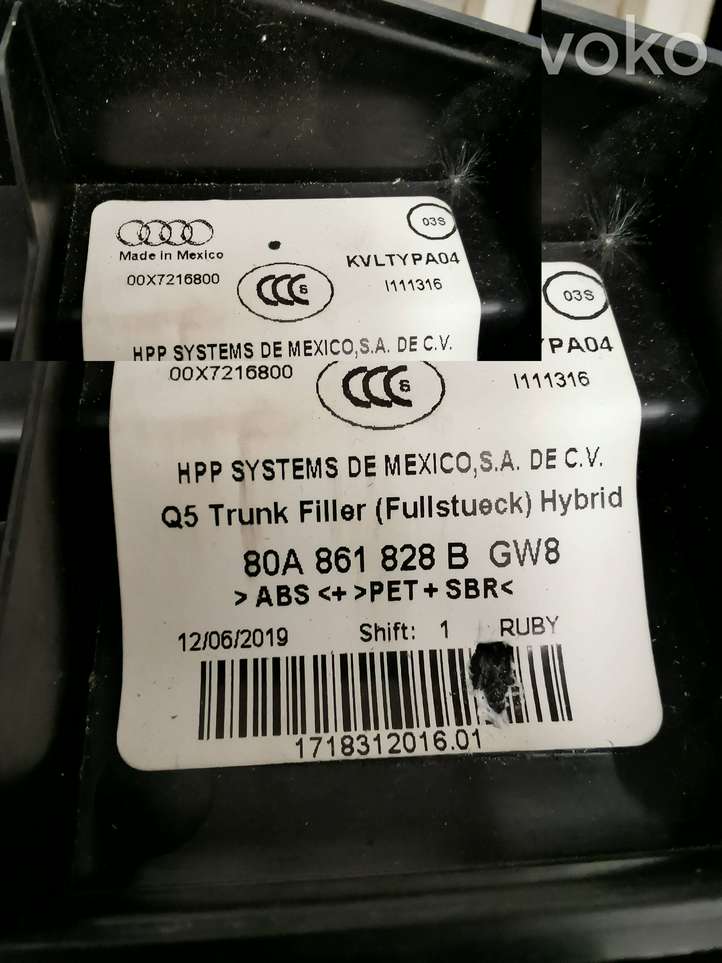 voko
03S
Made in Mexico
KVLTYPA04
00X7216800
CCC S
I111316
HPP SYSTEMS DE MEXICO,S.A. DE C.V.
03S
YPA04
00X7216800
CCC S
I111316
HPP SYSTEMS DE MEXICO,S.A. DE C.V.
Q5 Trunk Filler (Fullstueck) Hybrid
80A 861 828 B GW8
>ABS<+>PET+SBR<
12/06/2019 Shift: 1 RUBY
1718312016.01